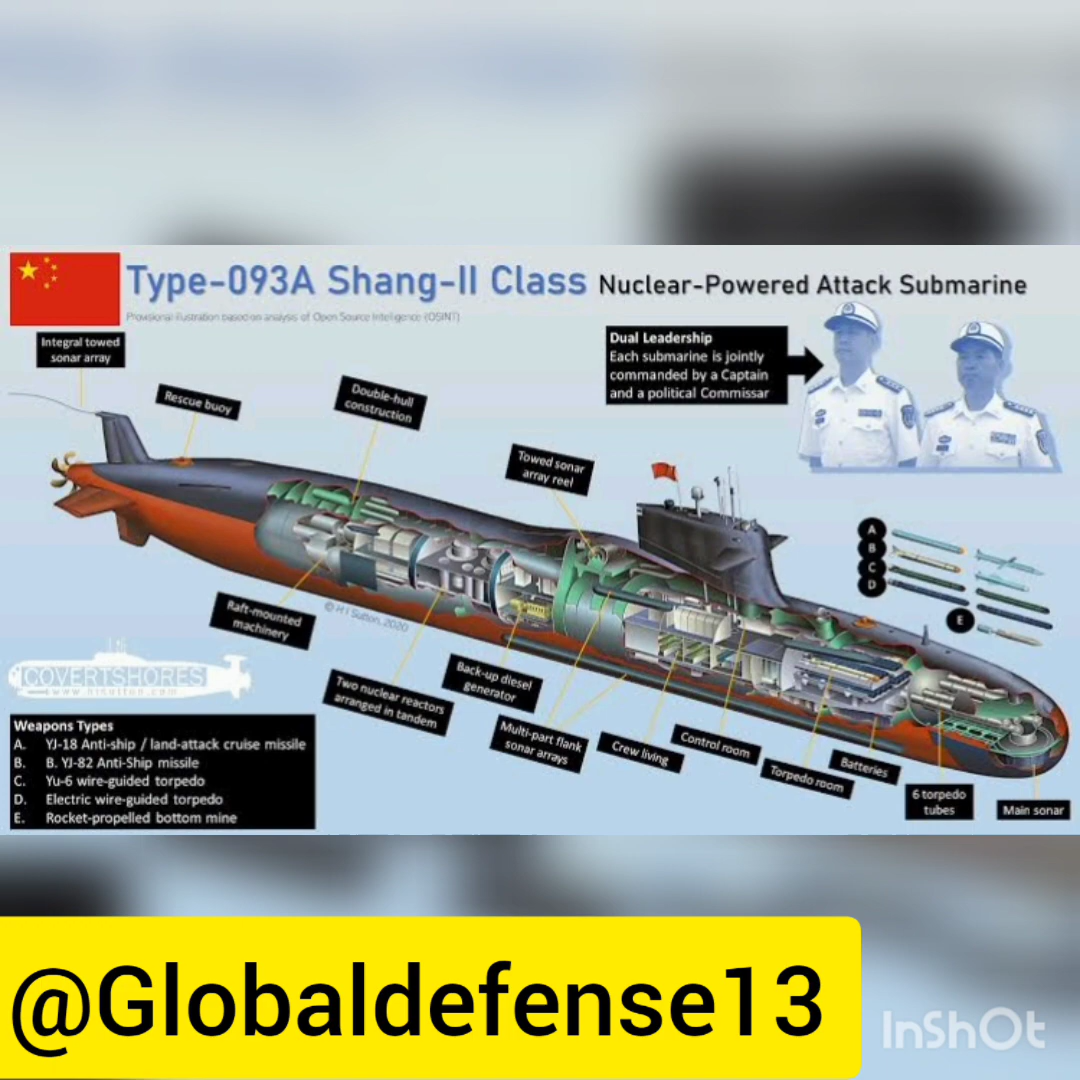 Type-093A Shang-II Class Nuclear-Powered Attack Submarine
Provisional illustration based on analysis of Open Source Intelligence (OSINT)
Integral towed
sonar array
Rescue buoy
Double-hull
construction
Towed sonar
array reel
Dual Leadership
Each submarine is jointly
commanded by a Captain
and a political Commissar
A
B
C
D
E
© H I Sutton, 2020
Raft-mounted
machinery
Two nuclear reactors
arranged in tandem
Back-up diesel
generator
Multi-part flank
sonar arrays
Crew living
Control room
Torpedo room
Batteries
6 torpedo
tubes
Main sonar
COVERTSHORES
www.hisutton.com
Weapons Types
A. YJ-18 Anti-ship / land-attack cruise missile
B. B. YJ-82 Anti-Ship missile
C. Yu-6 wire-guided torpedo
D. Electric wire-guided torpedo
E. Rocket-propelled bottom mine
@Globaldefense13
InShOt